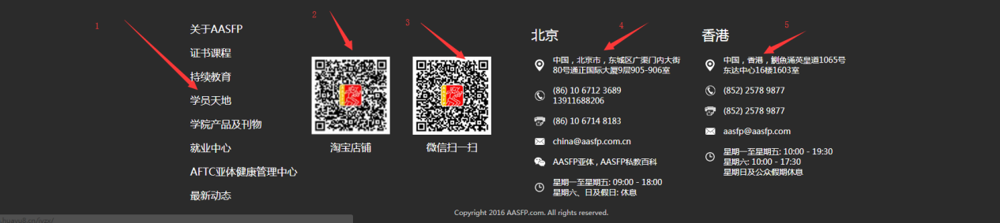 1
关于AASFP
证书课程
持续教育
学员天地
学院产品及刊物
就业中心
AFTC亚体健康管理中心
最新动态
2
淘宝店铺
3
微信扫一扫
北京
4
中国，北京市，东城区广渠门内大街
80号通正国际大厦9层905-906室
(86) 10 6712 3689
13911688206
(86) 10 6714 8183
china@aasfp.com.cn
AASFP亚体，AASFP私教百科
星期一至星期五: 09:00 - 18:00
星期六、日及假日: 休息
香港
5
中国，香港，鰂魚涌英皇道1065号
东达中心16楼1603室
(852) 2578 9877
(852) 2578 9877
aasfp@aasfp.com
星期一至星期五: 10:00 - 19:30
星期六: 10:00 - 17:30
星期日及公众假期休息
Copyright 2016 AASFP.com. All rights reserved.